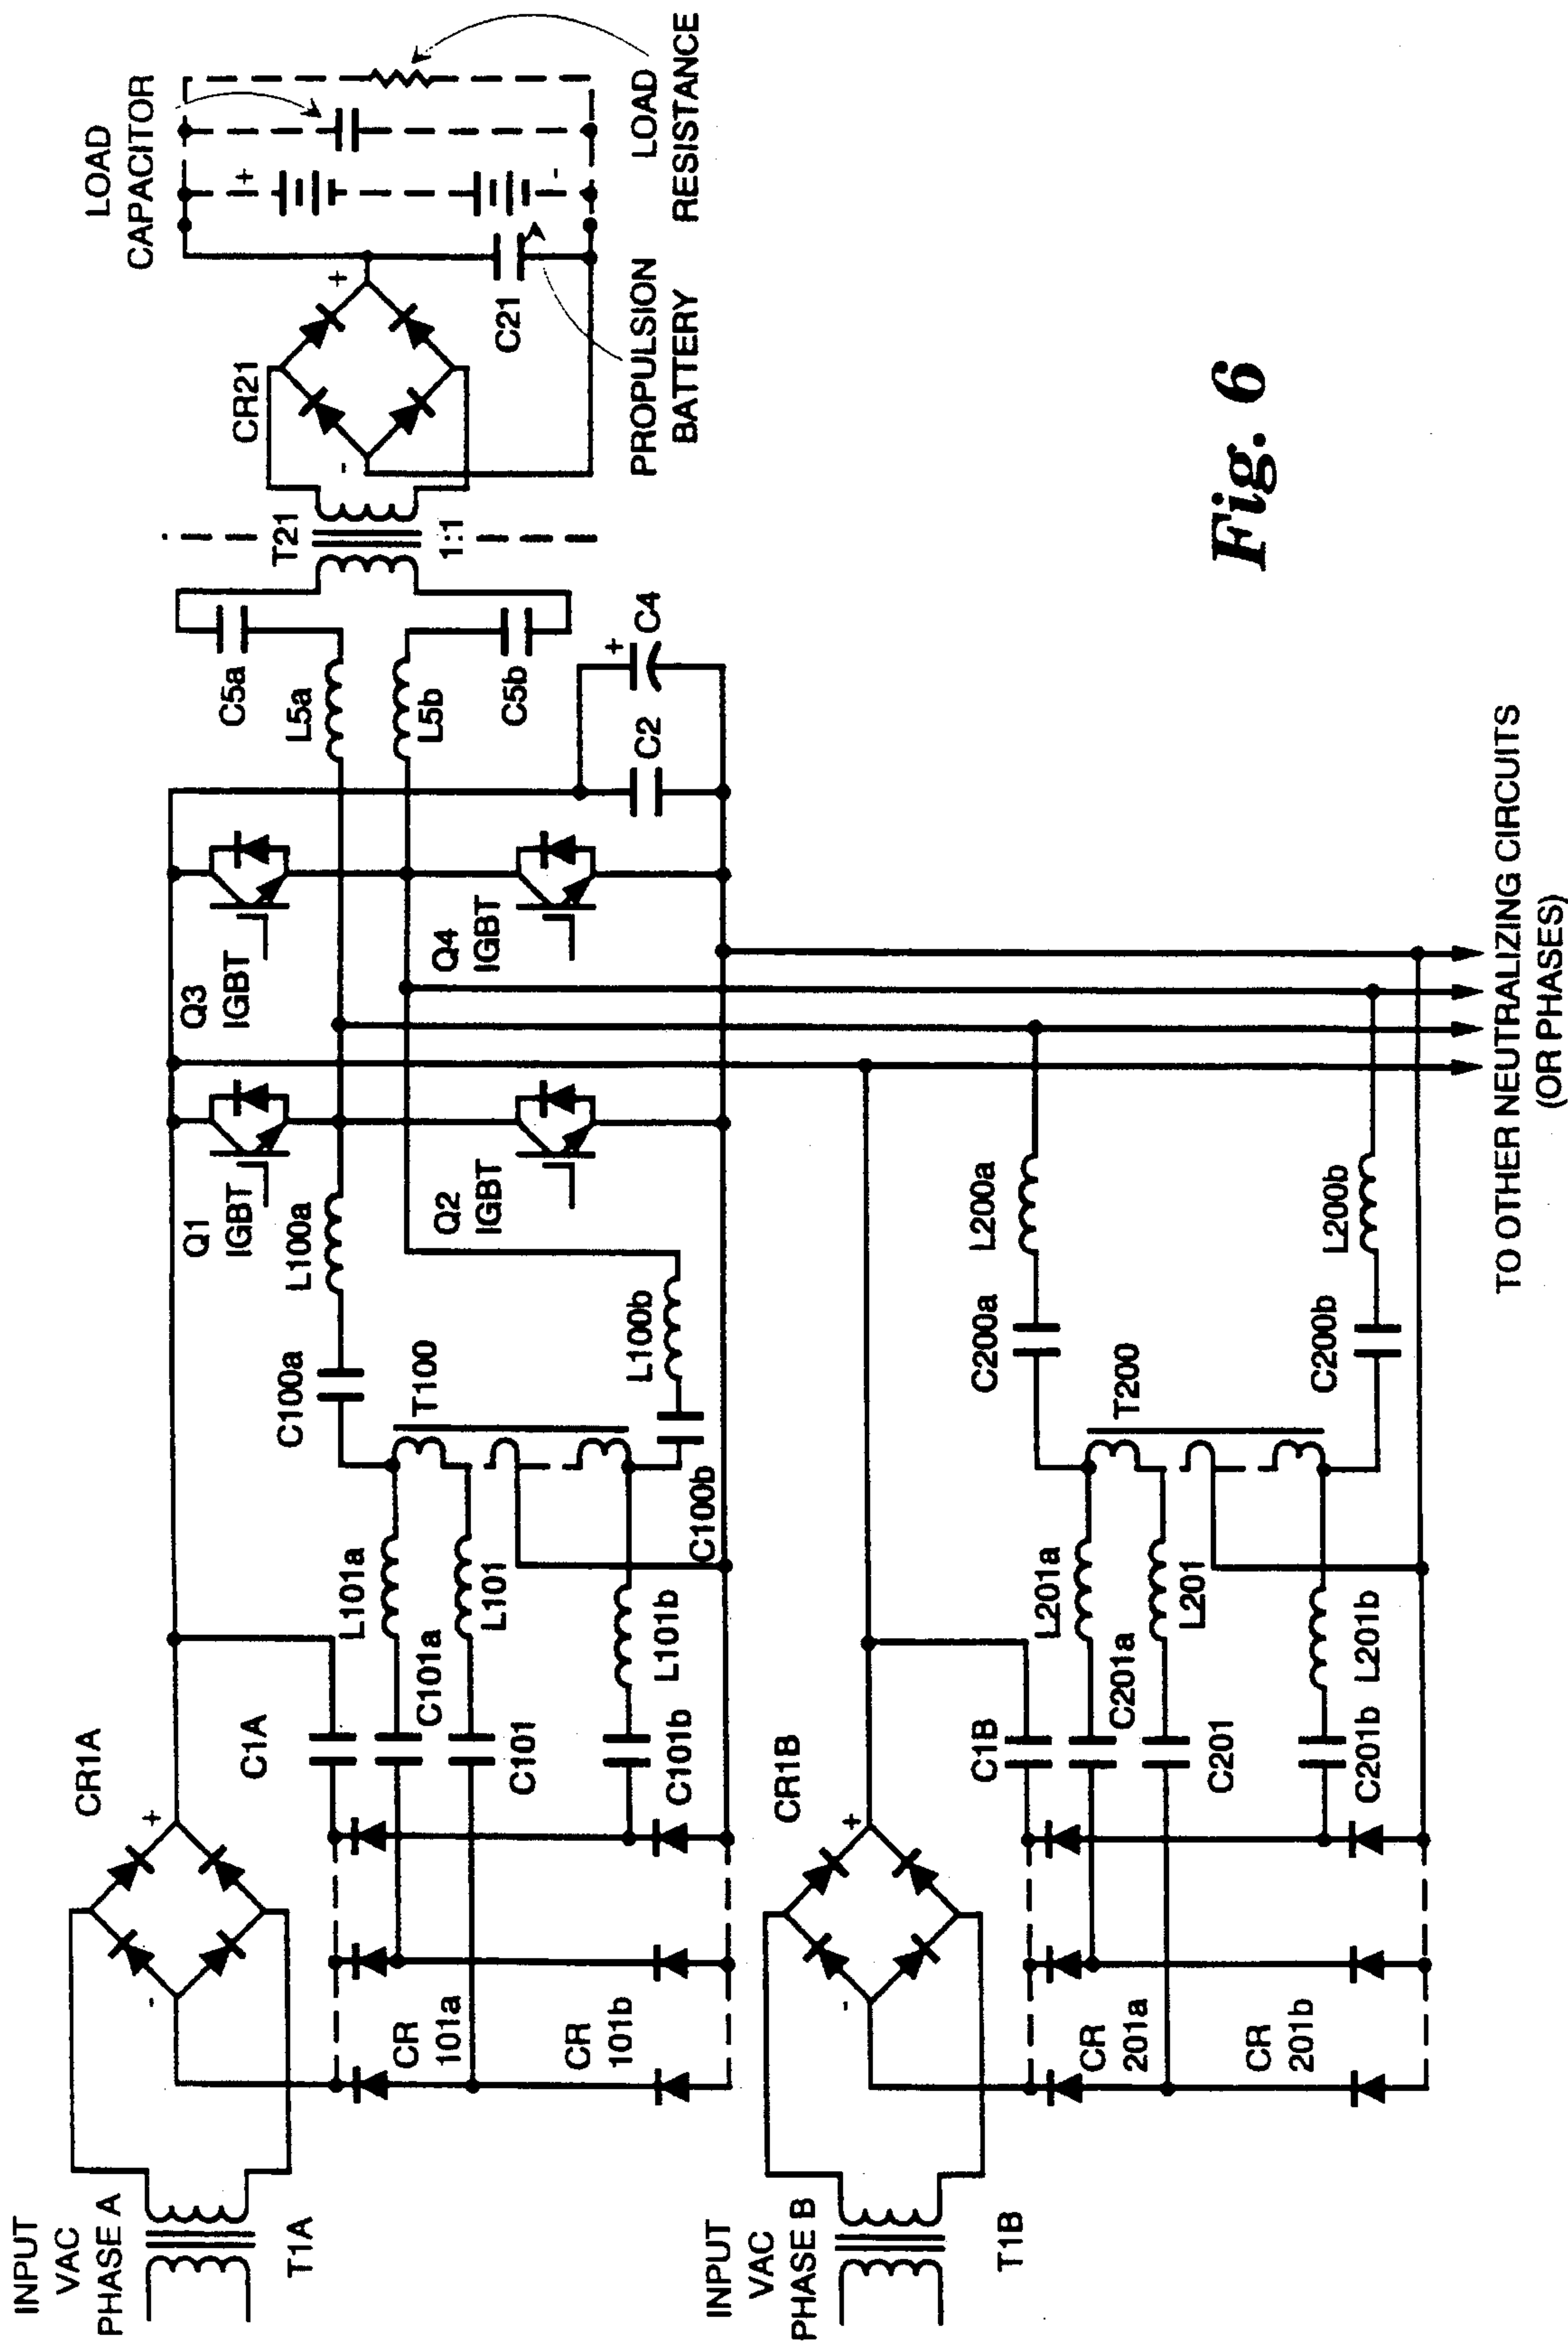 INPUT
VAC
PHASE A
T1A
CR1A
C1A
C101a
L101a
C101
L101
C101b
L101b
CR
101a
CR
101b
C100a
L100a
T100
C100b
L100b
Q1
IGBT
Q2
IGBT
Q3
IGBT
Q4
IGBT
+
-
C2
C4
+
L5a
L5b
C5a
C5b
T21
1:1
CR21
+
-
C21
LOAD
CAPACITOR
+
-
PROPULSION
BATTERY
LOAD
RESISTANCE
INPUT
VAC
PHASE B
T1B
CR1B
+
-
C1B
C201a
L201a
C201
L201
C201b
L201b
CR
201a
CR
201b
C200a
L200a
T200
C200b
L200b
TO OTHER NEUTRALIZING CIRCUITS
(OR PHASES)
Fig. 6